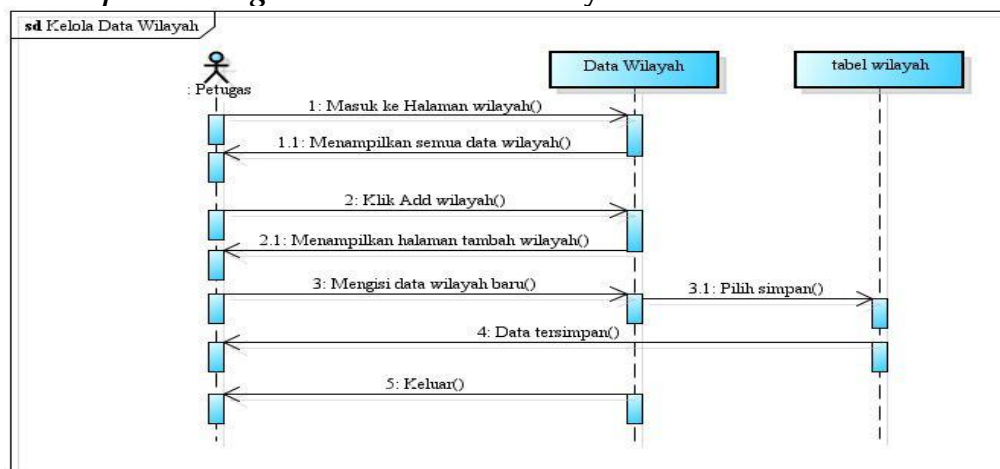 sd Kelola Data Wilayah
: Petugas
Data Wilayah
tabel wilayah
1: Masuk ke Halaman wilayah()
1.1: Menampilkan semua data wilayah()
2: Klik Add wilayah()
2.1: Menampilkan halaman tambah wilayah()
3: Mengisi data wilayah baru()
3.1: Pilih simpan()
4: Data tersimpan()
5: Keluar()